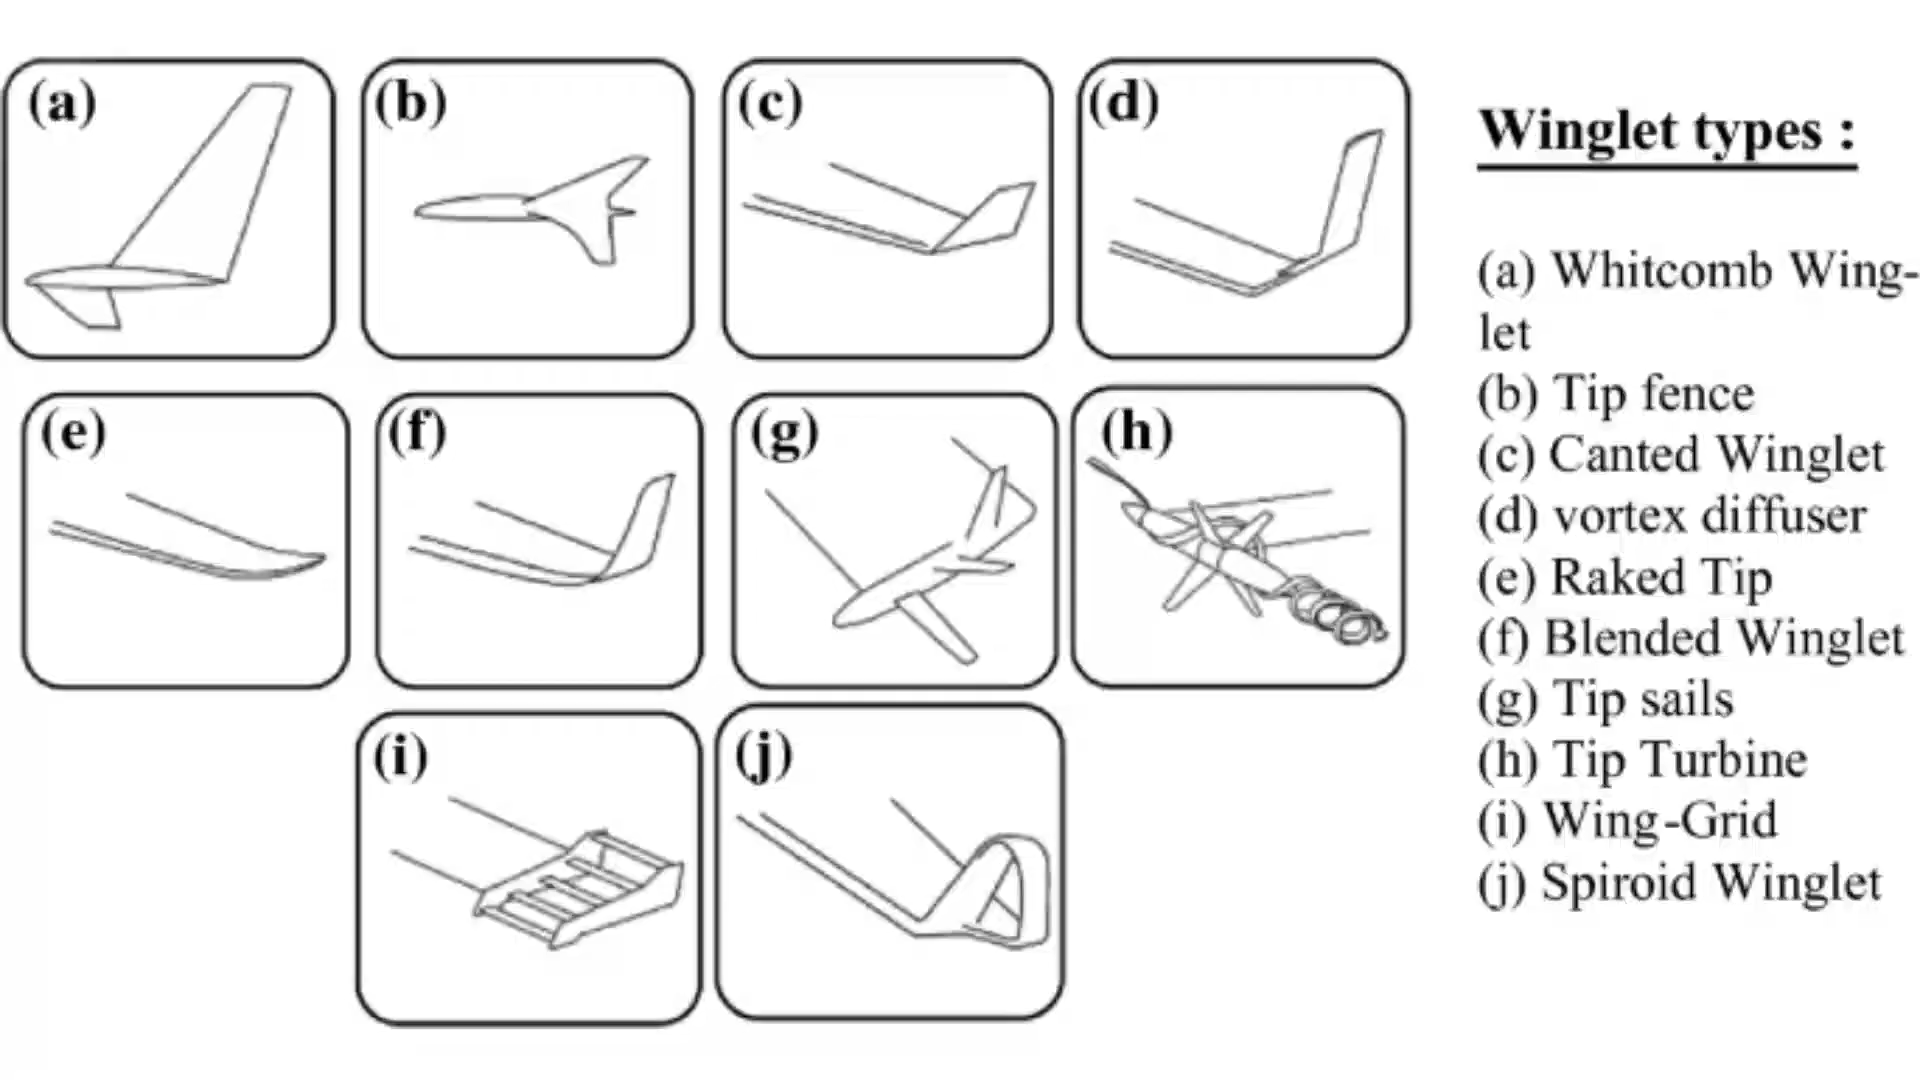 (a)
(b)
(c)
(d)
(e)
(f)
(g)
(h)
(i)
(j)
Winglet types :
(a) Whitcomb Wing-
let
(b) Tip fence
(c) Canted Winglet
(d) vortex diffuser
(e) Raked Tip
(f) Blended Winglet
(g) Tip sails
(h) Tip Turbine
(i) Wing-Grid
(j) Spiroid Winglet